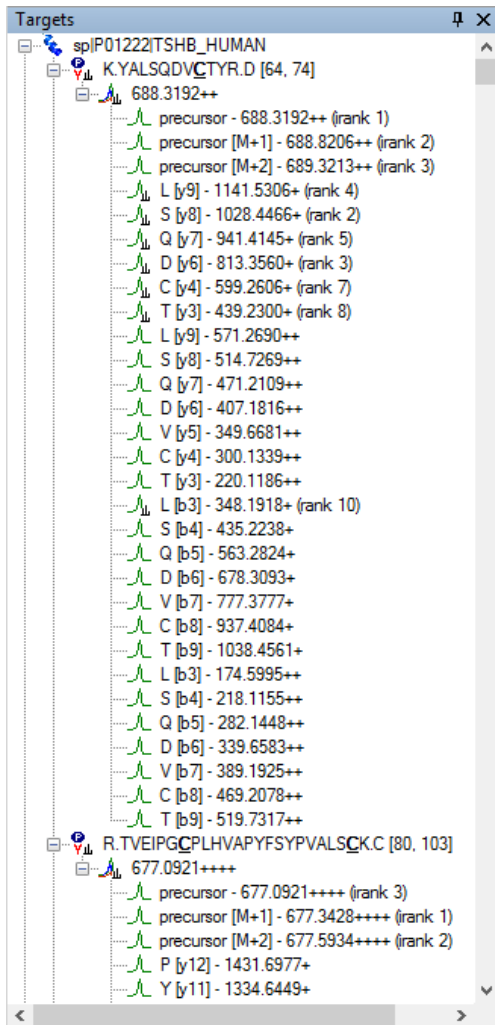 Targets
sp|P01222|TSHB_HUMAN
K.YALSQDVCTYR.D [64, 74]
688.3192++
precursor - 688.3192++ (irank 1)
precursor [M+1] - 688.8206++ (irank 2)
precursor [M+2] - 689.3213++ (irank 3)
L [y9] - 1141.5306+ (rank 4)
S [y8] - 1028.4466+ (rank 2)
Q [y7] - 941.4145+ (rank 5)
D [y6] - 813.3560+ (rank 3)
C [y4] - 599.2606+ (rank 7)
T [y3] - 439.2300+ (rank 8)
L [y9] - 571.2690++
S [y8] - 514.7269++
Q [y7] - 471.2109++
D [y6] - 407.1816++
V [y5] - 349.6681++
C [y4] - 300.1339++
T [y3] - 220.1186++
L [b3] - 348.1918+ (rank 10)
S [b4] - 435.2238+
Q [b5] - 563.2824+
D [b6] - 678.3093+
V [b7] - 777.3777+
C [b8] - 937.4084+
T [b9] - 1038.4561+
L [b3] - 174.5995++
S [b4] - 218.1155++
Q [b5] - 282.1448++
D [b6] - 339.6583++
V [b7] - 389.1925++
C [b8] - 469.2078++
T [b9] - 519.7317++
R.TVEIPGCPLHVAPYFSYPVALSCK.C [80, 103]
677.0921++++
precursor - 677.0921++++ (irank 3)
precursor [M+1] - 677.3428++++ (irank 1)
precursor [M+2] - 677.5934++++ (irank 2)
P [y12] - 1431.6977+
Y [y11] - 1334.6449+